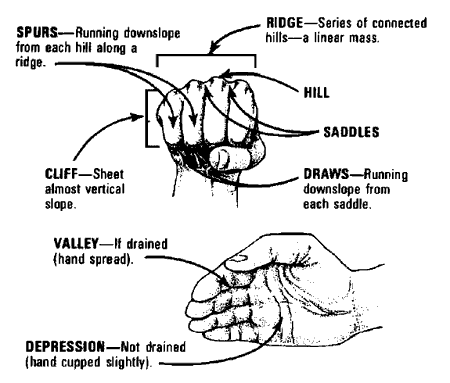 SPURS—Running downslope
from each hill along a
ridge.
RIDGE—Series of connected
hills—a linear mass.
HILL
SADDLES
CLIFF—Sheet
almost vertical
slope.
DRAWS—Running
downslope from
each saddle.
VALLEY—If drained
(hand spread).
DEPRESSION—Not drained
(hand cupped slightly).